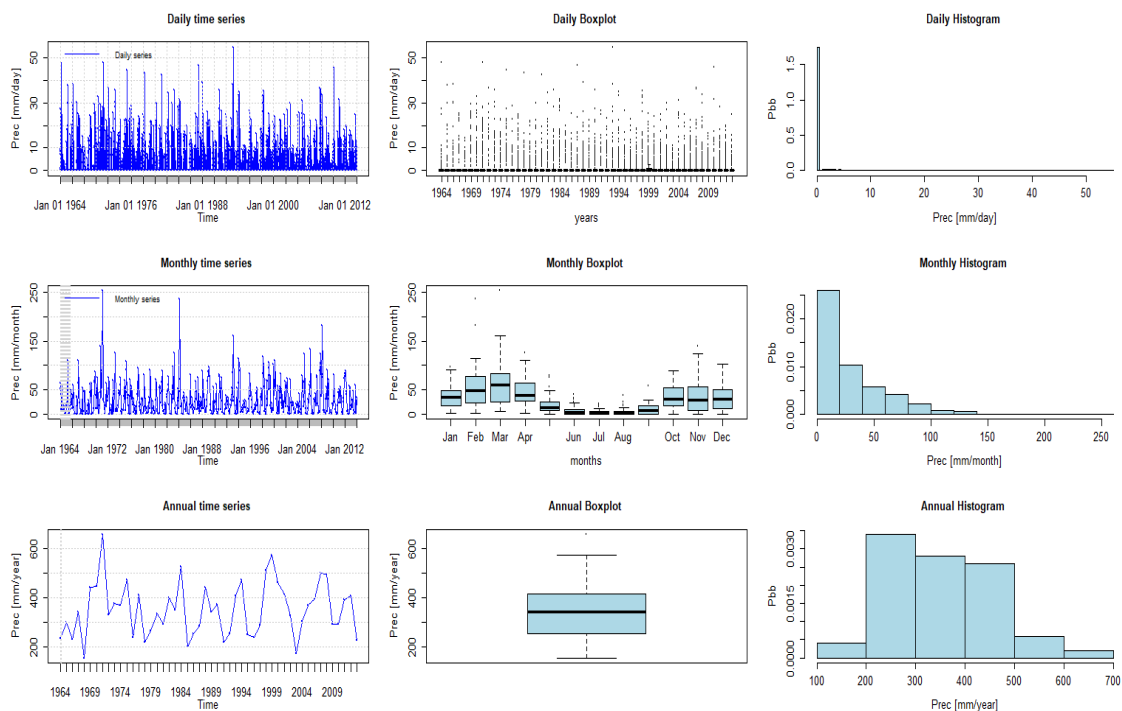 Daily time series
Daily Boxplot
Daily Histogram
Prec [mm/day]
0 10 30 50
Daily series
Jan 01 1964 Jan 01 1976 Jan 01 1988 Jan 01 2000 Jan 01 2012
Time
Prec [mm/day]
0 10 30 50
1964 1969 1974 1979 1984 1989 1994 1999 2004 2009
years
Pbb
0.0 0.5 1.0 1.5
0 10 20 30 40 50
Prec [mm/day]
Monthly time series
Monthly Boxplot
Monthly Histogram
Prec [mm/month]
0 50 150 250
Monthly series
Jan 1964 Jan 1972 Jan 1980 Jan 1988 Jan 1996 Jan 2004 Jan 2012
Time
Prec [mm/month]
0 50 150 250
Jan Feb Mar Apr Jun Jul Aug Oct Nov Dec
months
Pbb
0.000 0.010 0.020
0 50 100 150 200 250
Prec [mm/month]
Annual time series
Annual Boxplot
Annual Histogram
Prec [mm/year]
200 400 600
1964 1969 1974 1979 1984 1989 1994 1999 2004 2009
Time
Prec [mm/year]
200 400 600
Pbb
0.0000 0.0015 0.0030
100 200 300 400 500 600 700
Prec [mm/year]